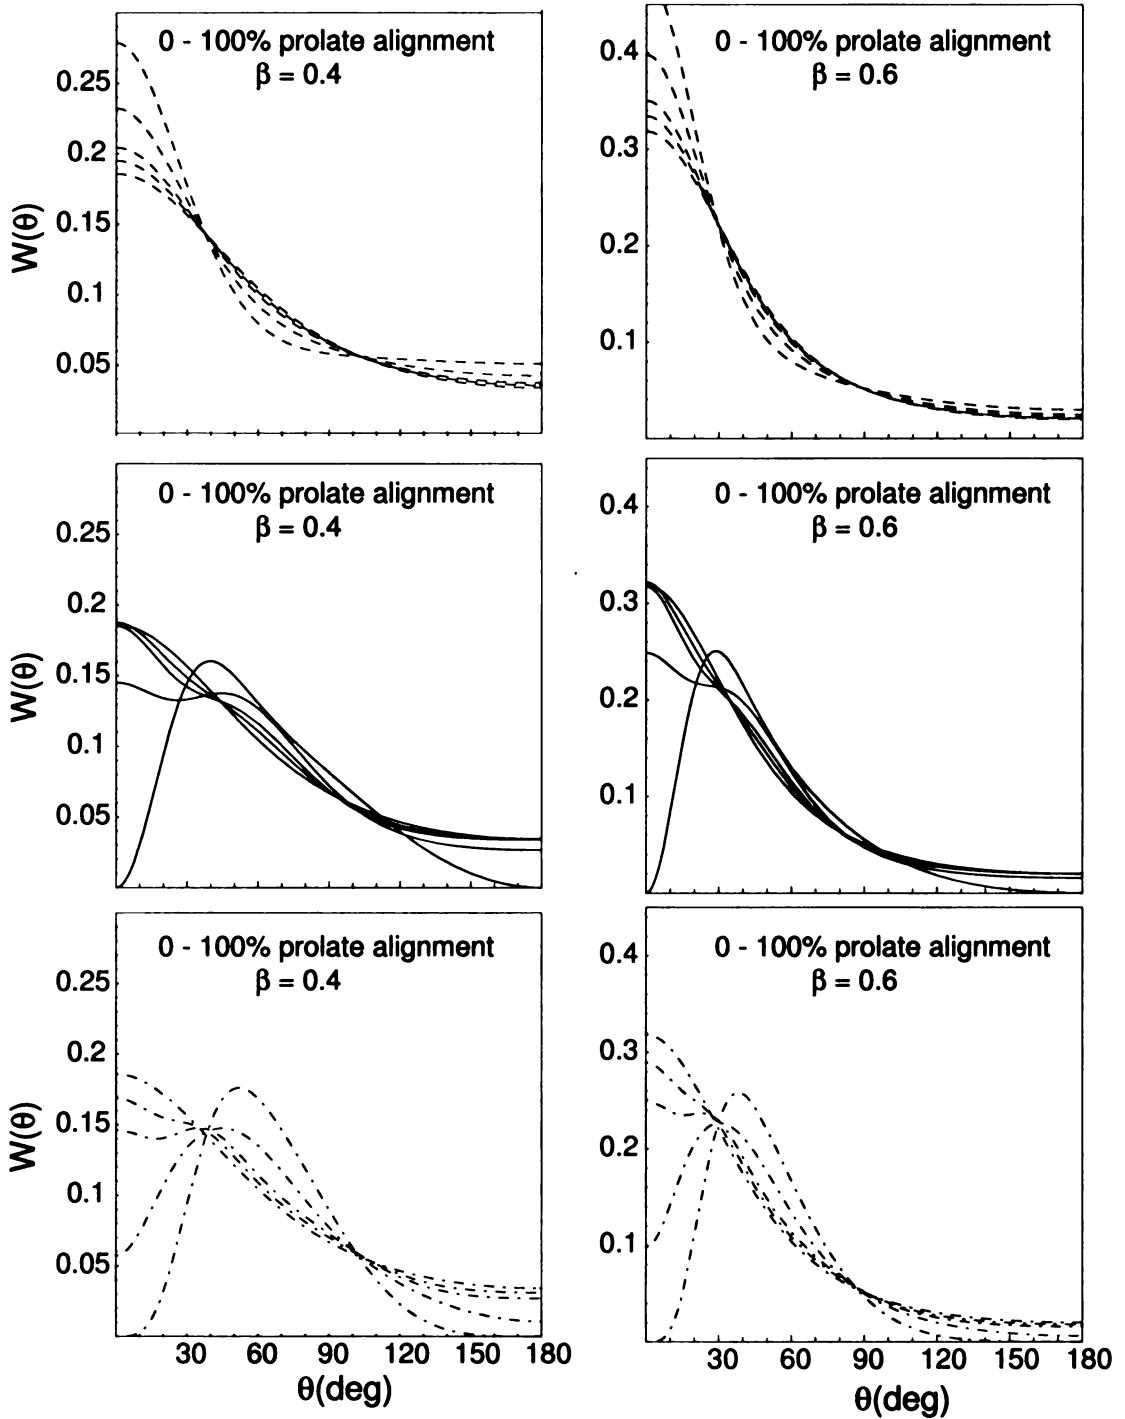 0 - 100% prolate alignment
β = 0.4
0.25
0.2
0.15
0.1
0.05
W(θ)
0 - 100% prolate alignment
β = 0.6
0.4
0.3
0.2
0.1
0 - 100% prolate alignment
β = 0.4
0.25
0.2
0.15
0.1
0.05
W(θ)
0 - 100% prolate alignment
β = 0.6
0.4
0.3
0.2
0.1
0 - 100% prolate alignment
β = 0.4
0.25
0.2
0.15
0.1
0.05
W(θ)
30 60 90 120 150 180
θ(deg)
0 - 100% prolate alignment
β = 0.6
0.4
0.3
0.2
0.1
30 60 90 120 150 180
θ(deg)